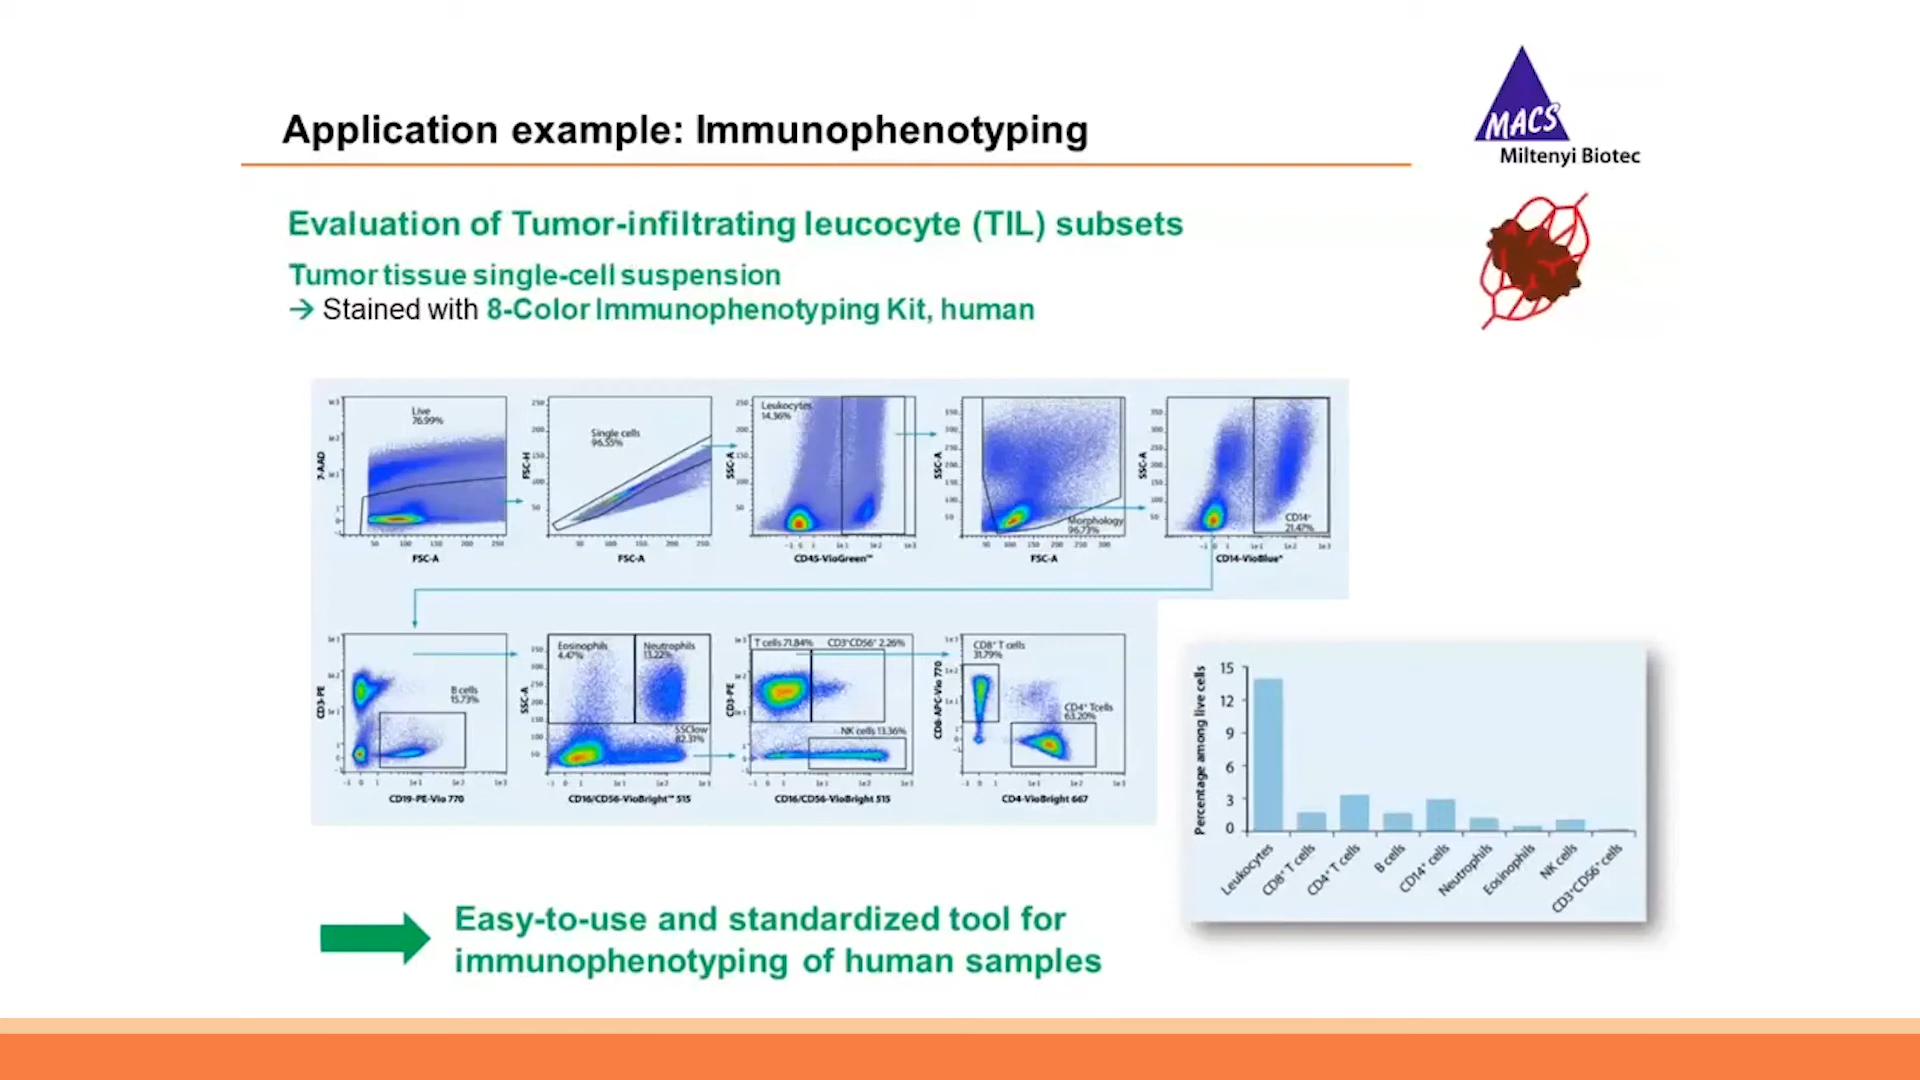 MACS
Miltenyi Biotec
Application example: Immunophenotyping
Evaluation of Tumor-infiltrating leucocyte (TIL) subsets
Tumor tissue single-cell suspension
→ Stained with 8-Color Immunophenotyping Kit, human
Live
76.99%
7-AAD
FSC-A
Single cells
96.55%
FSC-H
FSC-A
Leukocytes
14.36%
SSC-A
CD45-VioGreen™
Morphology
96.73%
SSC-A
FSC-A
CD14⁺
21.47%
SSC-A
CD14-VioBlue®
B cells
15.73%
CD3-PE
CD19-PE-Vio 770
Eosinophils
4.47%
Neutrophils
13.22%
SSClow
82.31%
SSC-A
CD16/CD56-VioBright™ 515
T cells 71.84%
CD3⁺CD56⁺ 2.26%
NK cells 13.36%
CD3-PE
CD16/CD56-VioBright 515
CD8⁺ T cells
31.79%
CD4⁺ Tcells
63.20%
CD8-APC-Vio 770
CD4-VioBright 667
Percentage among live cells
15
12
9
6
3
0
Leukocytes
CD8⁺ T cells
CD4⁺ T cells
B cells
CD14⁺ cells
Neutrophils
Eosinophils
NK cells
CD3⁺CD56⁺ cells
Easy-to-use and standardized tool for
immunophenotyping of human samples